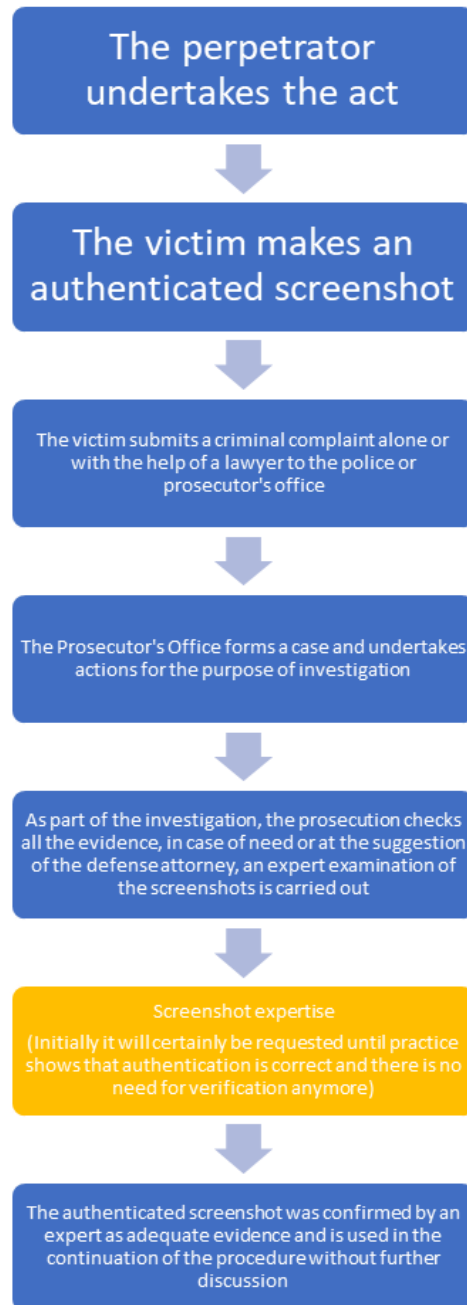 The perpetrator
undertakes the act
The victim makes an
authenticated screenshot
The victim submits a criminal complaint alone or
with the help of a lawyer to the police or
prosecutor's office
The Prosecutor's Office forms a case and undertakes
actions for the purpose of investigation
As part of the investigation, the prosecution checks
all the evidence, in case of need or at the suggestion
of the defense attorney, an expert examination of
the screenshots is carried out
Screenshot expertise
(Initially it will certainly be requested until practice
shows that authentication is correct and there is no
need for verification anymore)
The authenticated screenshot was confirmed by an
expert as adequate evidence and is used in the
continuation of the procedure without further
discussion